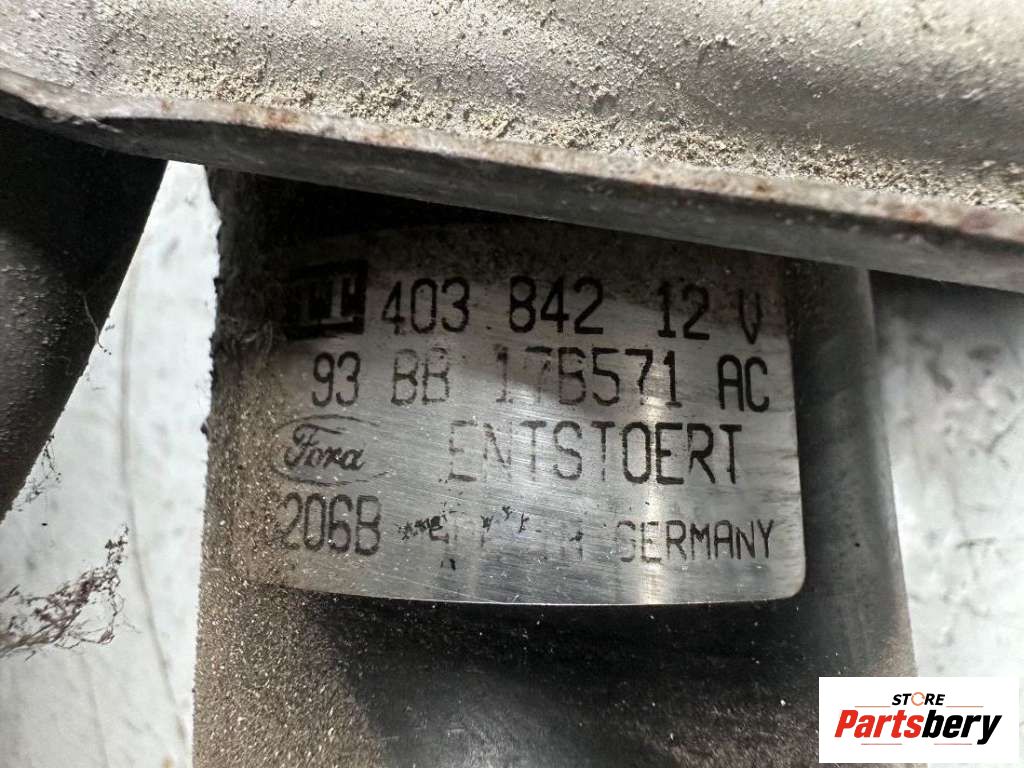 403 842 12 V
93 BB 17B571 AC
Ford ENTSTOERT
206B GERMANY
STORE
Partsbery